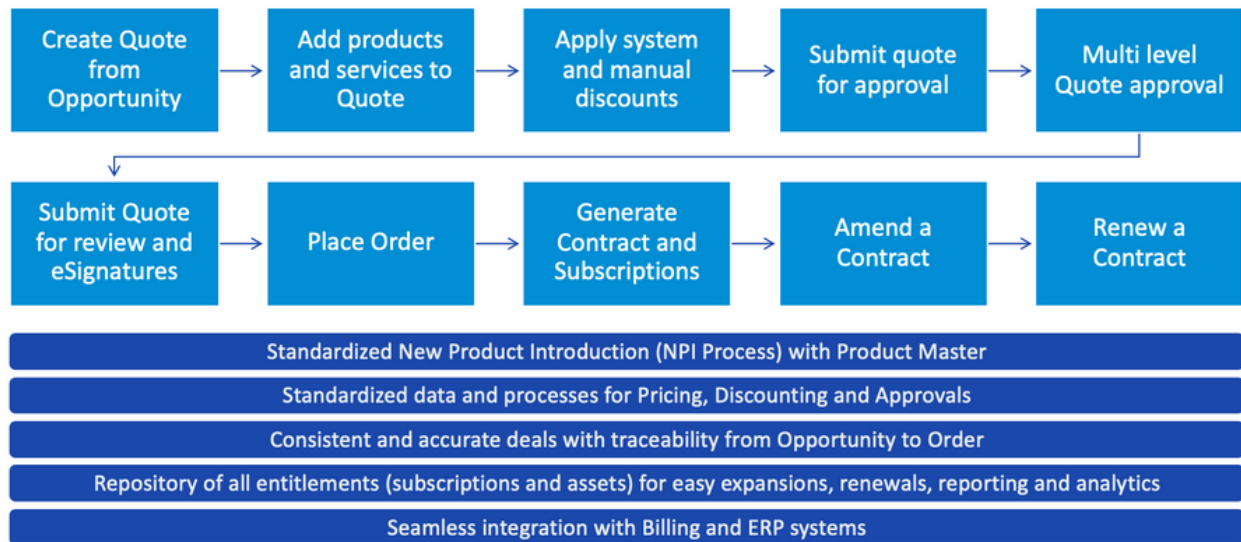 Create Quote
from
Opportunity
Add products
and services to
Quote
Apply system
and manual
discounts
Submit quote
for approval
Multi level
Quote approval
Submit Quote
for review and
eSignatures
Place Order
Generate
Contract and
Subscriptions
Amend a
Contract
Renew a
Contract
Standardized New Product Introduction (NPI Process) with Product Master
Standardized data and processes for Pricing, Discounting and Approvals
Consistent and accurate deals with traceability from Opportunity to Order
Repository of all entitlements (subscriptions and assets) for easy expansions, renewals, reporting and analytics
Seamless integration with Billing and ERP systems